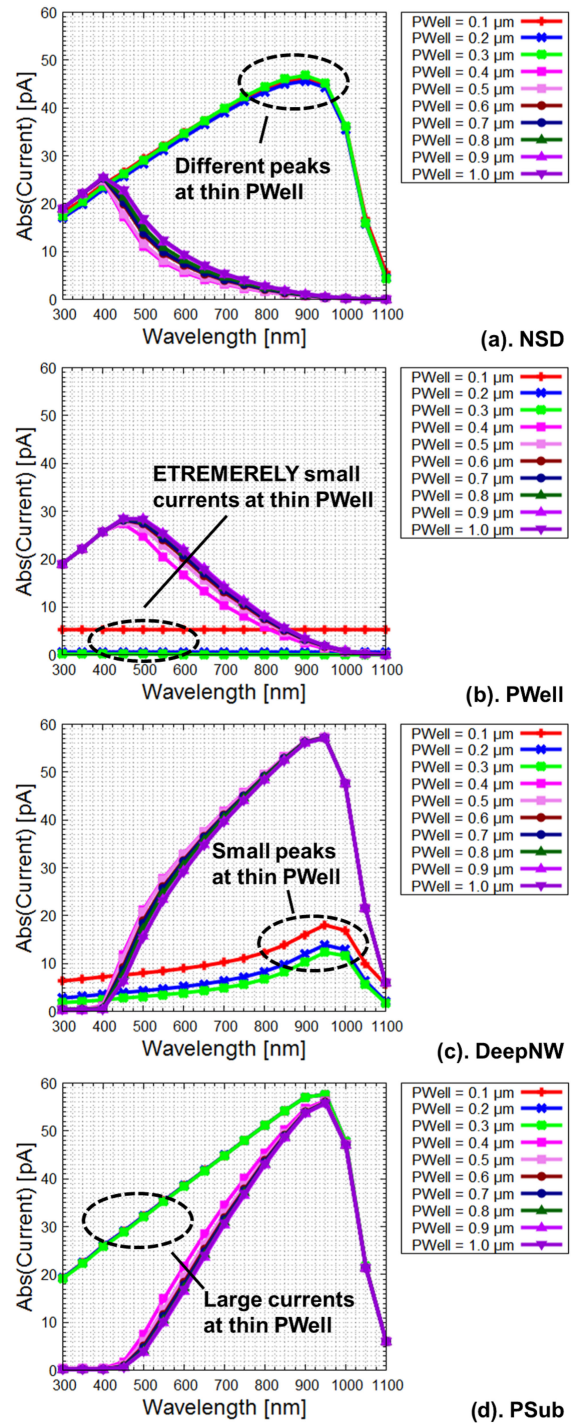 Abs(Current) [pA]
60
50
40
30
20
10
0
300 400 500 600 700 800 900 1000 1100
Wavelength [nm]
Different peaks
at thin PWell
PWell = 0.1 µm
PWell = 0.2 µm
PWell = 0.3 µm
PWell = 0.4 µm
PWell = 0.5 µm
PWell = 0.6 µm
PWell = 0.7 µm
PWell = 0.8 µm
PWell = 0.9 µm
PWell = 1.0 µm
(a). NSD
Abs(Current) [pA]
60
50
40
30
20
10
0
300 400 500 600 700 800 900 1000 1100
Wavelength [nm]
ETREMERELY small
currents at thin PWell
PWell = 0.1 µm
PWell = 0.2 µm
PWell = 0.3 µm
PWell = 0.4 µm
PWell = 0.5 µm
PWell = 0.6 µm
PWell = 0.7 µm
PWell = 0.8 µm
PWell = 0.9 µm
PWell = 1.0 µm
(b). PWell
Abs(Current) [pA]
60
50
40
30
20
10
0
300 400 500 600 700 800 900 1000 1100
Wavelength [nm]
Small peaks
at thin PWell
PWell = 0.1 µm
PWell = 0.2 µm
PWell = 0.3 µm
PWell = 0.4 µm
PWell = 0.5 µm
PWell = 0.6 µm
PWell = 0.7 µm
PWell = 0.8 µm
PWell = 0.9 µm
PWell = 1.0 µm
(c). DeepNW
Abs(Current) [pA]
60
50
40
30
20
10
0
300 400 500 600 700 800 900 1000 1100
Wavelength [nm]
Large currents
at thin PWell
PWell = 0.1 µm
PWell = 0.2 µm
PWell = 0.3 µm
PWell = 0.4 µm
PWell = 0.5 µm
PWell = 0.6 µm
PWell = 0.7 µm
PWell = 0.8 µm
PWell = 0.9 µm
PWell = 1.0 µm
(d). PSub